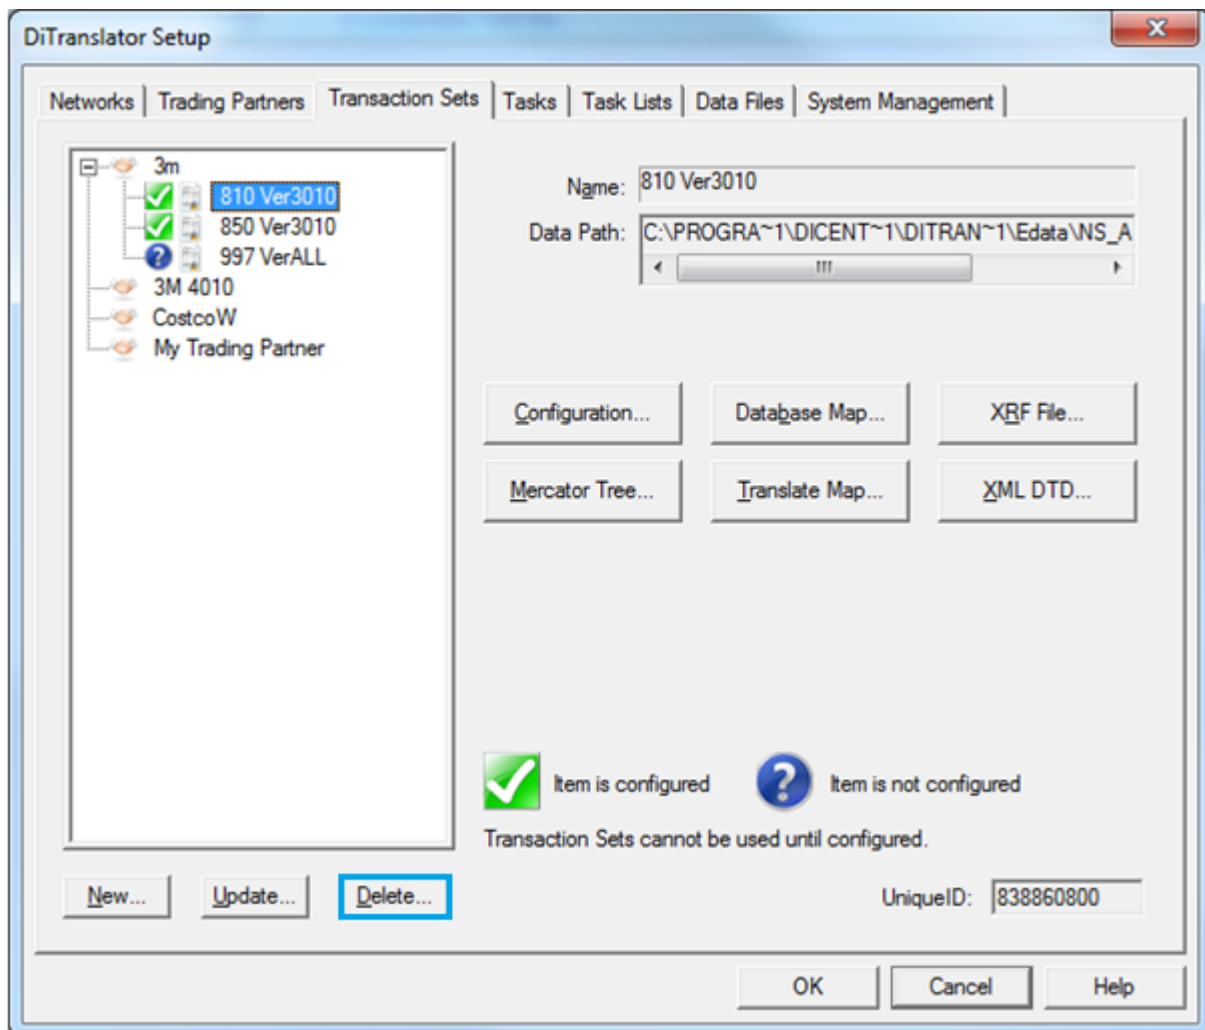 DiTranslator Setup
Networks Trading Partners Transaction Sets Tasks Task Lists Data Files System Management
3m
810 Ver3010
850 Ver3010
997 VerALL
3M 4010
CostcoW
My Trading Partner
Name: 810 Ver3010
Data Path: C:\PROGRA~1\DICENT~1\DITRAN~1\Edata\NS_A
Configuration... Database Map... XRF File...
Mercator Tree... Translate Map... XML DTD...
Item is configured Item is not configured
Transaction Sets cannot be used until configured.
New... Update... Delete... UniqueID: 838860800
OK Cancel Help